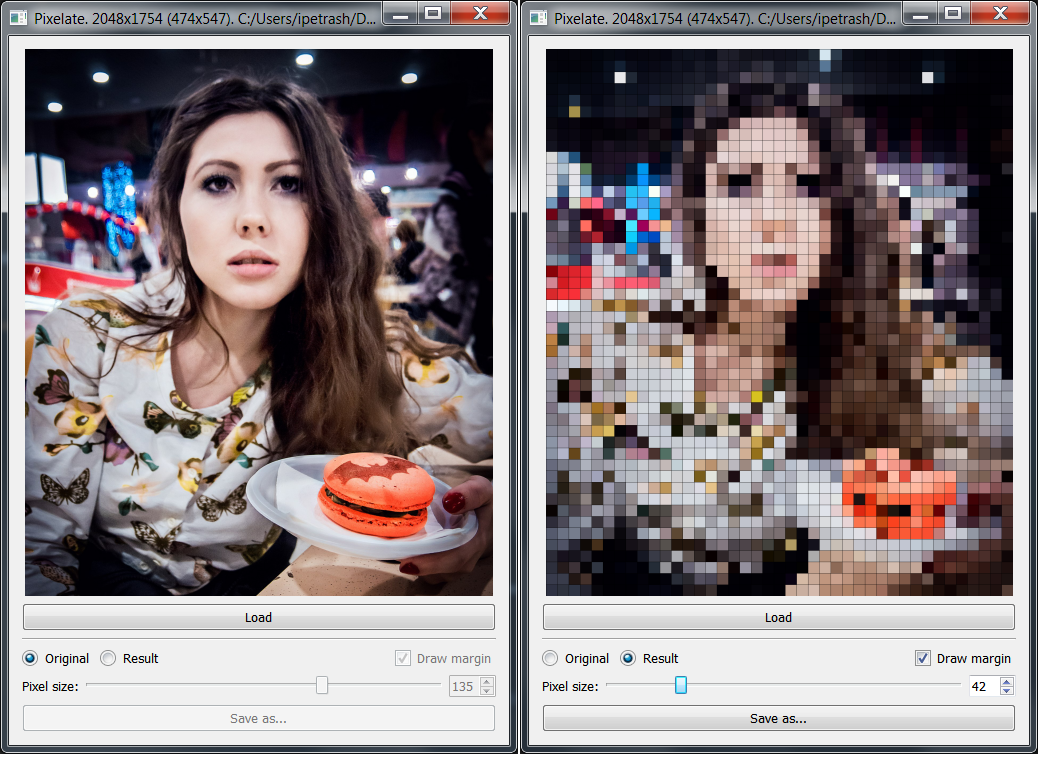 Pixelate. 2048x1754 (474x547). C:/Users/ipetrash/D...
Load
Original
Result
Draw margin
Pixel size:
135
Save as...
Pixelate. 2048x1754 (474x547). C:/Users/ipetrash/D...
Load
Original
Result
Draw margin
Pixel size:
42
Save as...